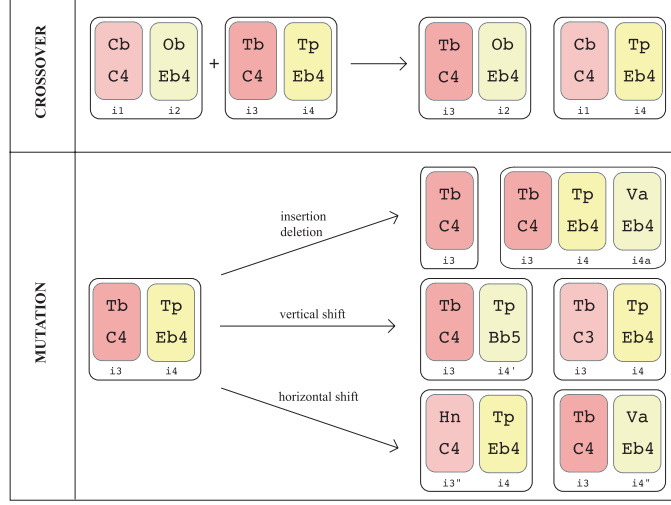 CROSSOVER
Cb Ob Tb Tp Tb Ob Cb Tp
+
C4 Eb4 C4 Eb4 C4 Eb4 C4 Eb4
i1 i2 i3 i4 i3 i2 i1 i4
MUTATION
Tb Tp
C4 Eb4
i3 i4
insertion
deletion
Tb Tb Tp Va
C4 C4 Eb4 Eb4
i3 i3 i4 i4a
vertical shift
Tb Tp Tb Tp
C4 Bb5 C3 Eb4
i3 i4' i3 i4
horizontal shift
Hn Tp Tb Va
C4 Eb4 C4 Eb4
i3" i4 i3 i4"